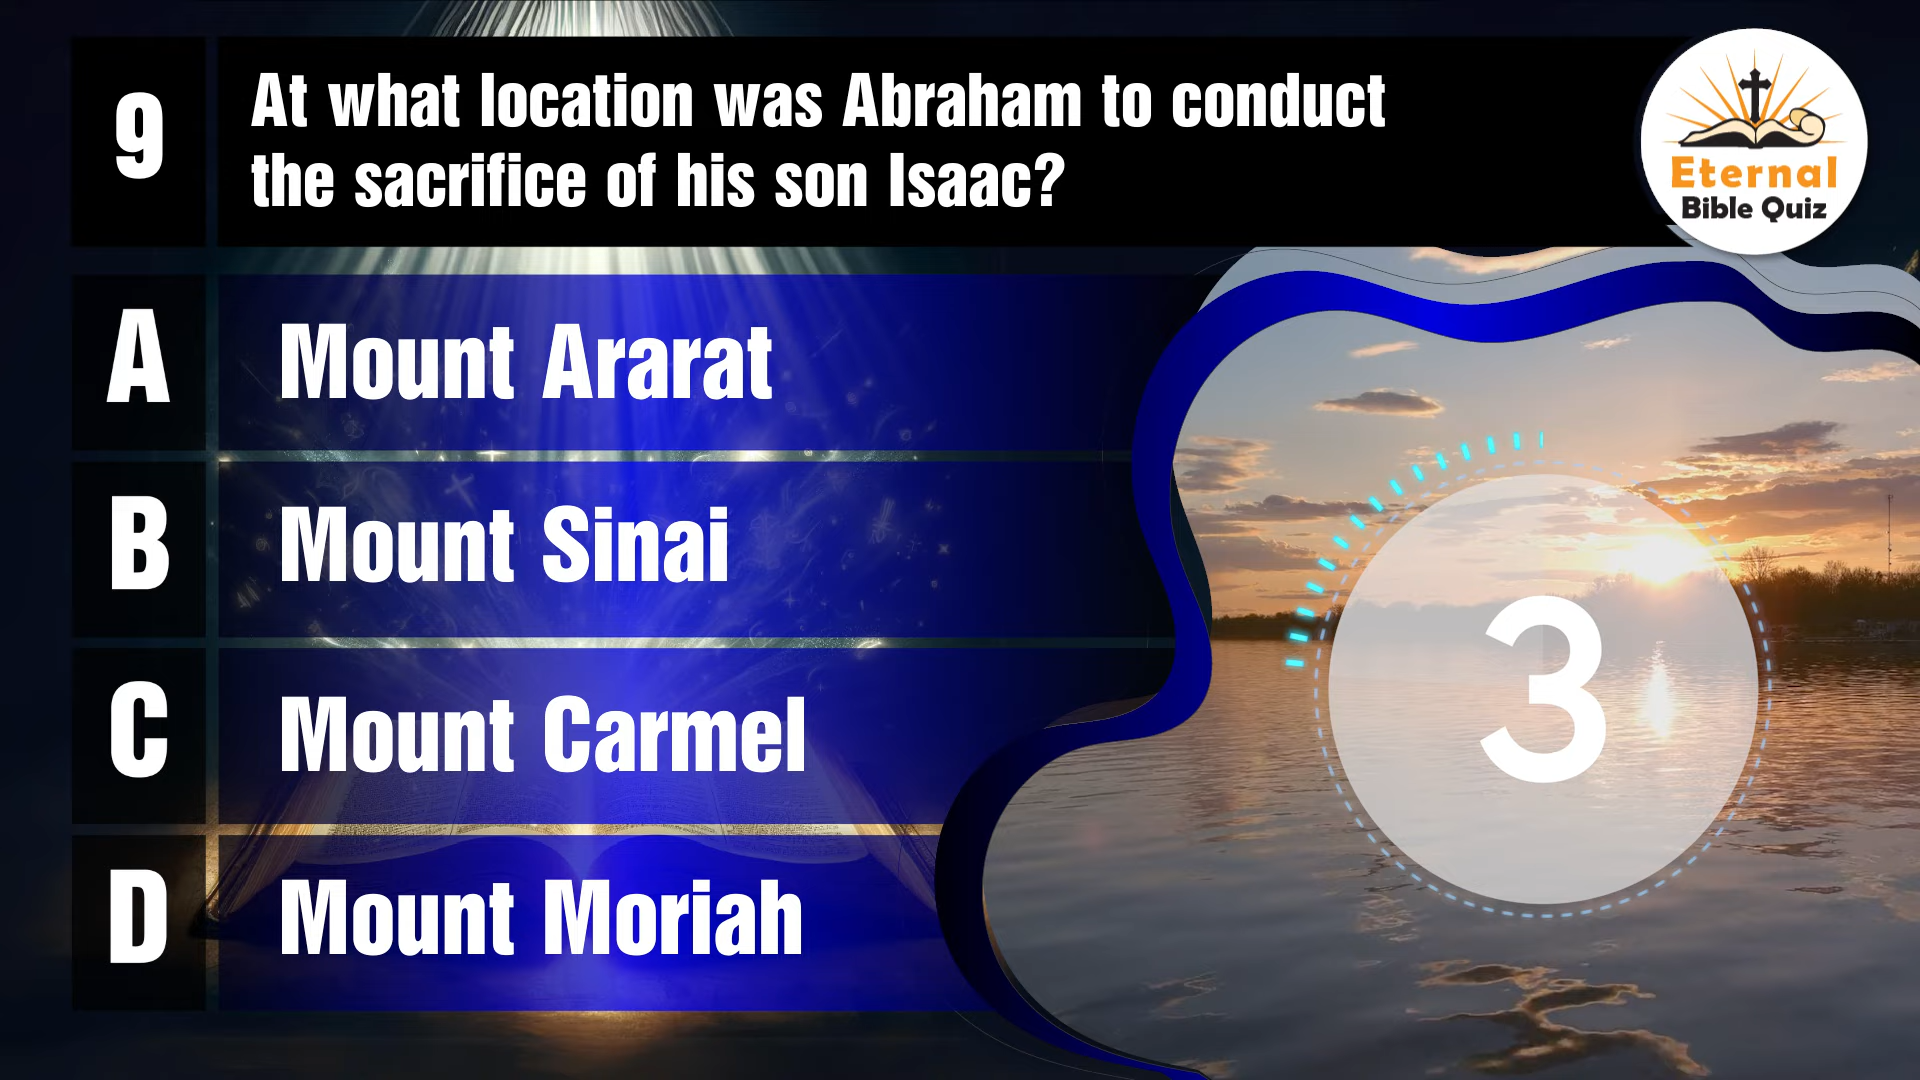 9
At what location was Abraham to conduct
the sacrifice of his son Isaac?
Eternal
Bible Quiz
A
Mount Ararat
B
Mount Sinai
C
Mount Carmel
D
Mount Moriah
3